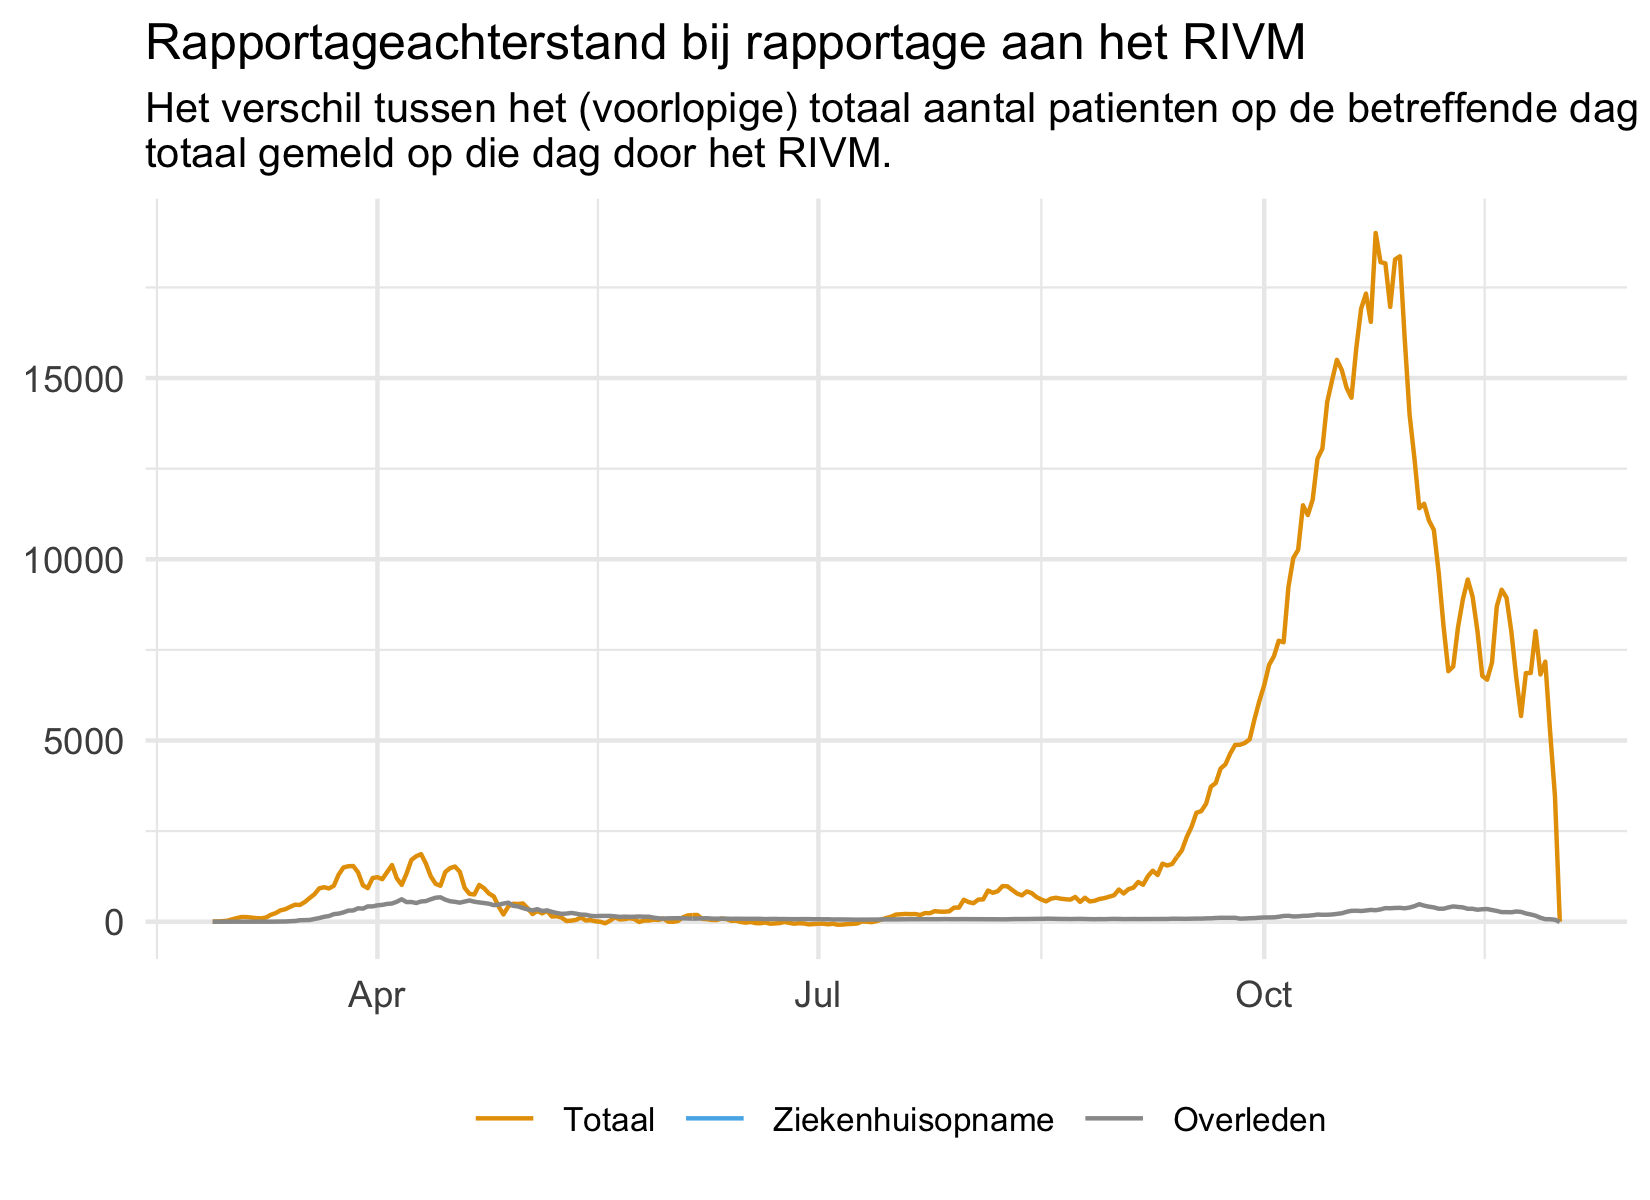 Rapportageachterstand bij rapportage aan het RIVM
Het verschil tussen het (voorlopige) totaal aantal patienten op de betreffende dag
totaal gemeld op die dag door het RIVM.
15000
10000
5000
0
Apr Jul Oct
Totaal Ziekenhuisopname Overleden